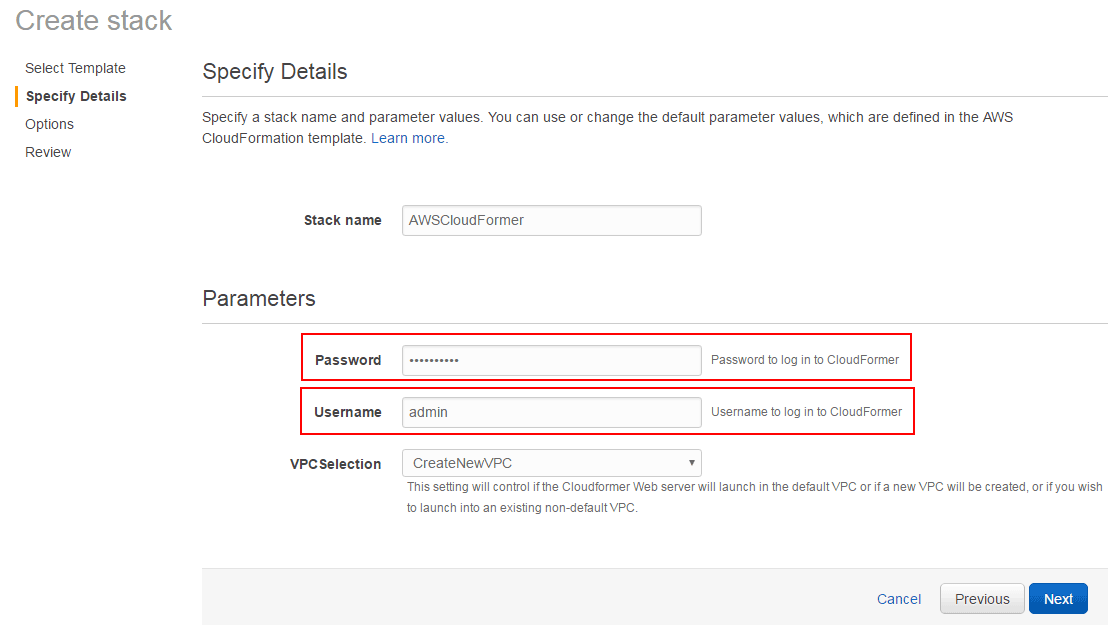 Create stack
Select Template
Specify Details
Options
Review
Specify Details
Specify a stack name and parameter values. You can use or change the default parameter values, which are defined in the AWS
CloudFormation template. Learn more.
Stack name AWSCloudFormer
Parameters
Password •••••••••• Password to log in to CloudFormer
Username admin Username to log in to CloudFormer
VPCSelection CreateNewVPC
This setting will control if the Cloudformer Web server will launch in the default VPC or if a new VPC will be created, or if you wish
to launch into an existing non-default VPC.
Cancel Previous Next